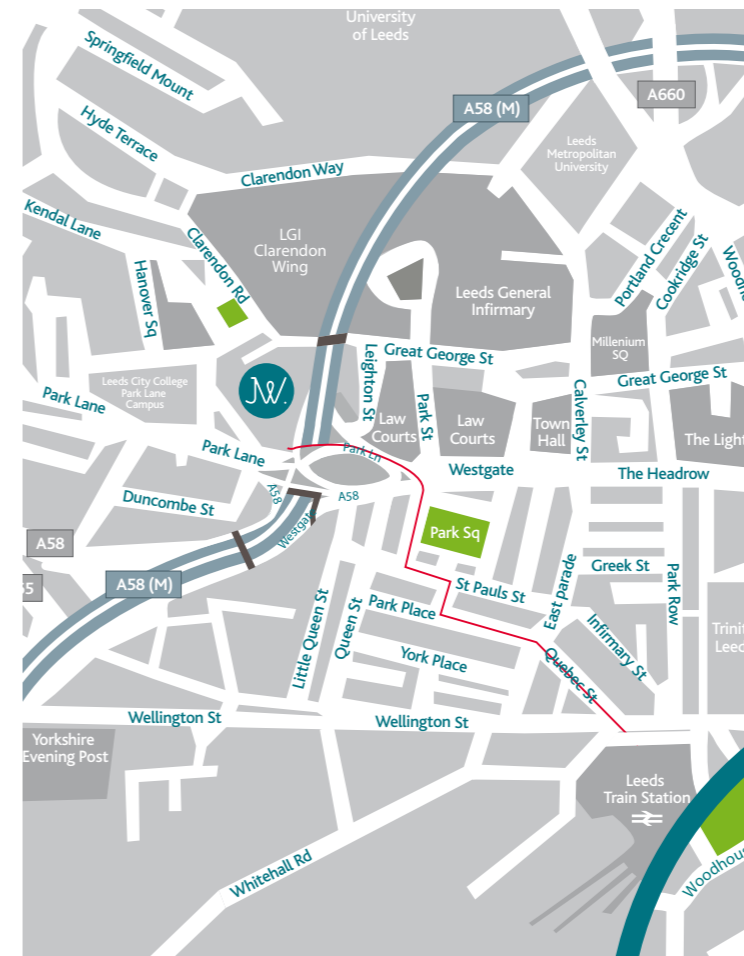 University
of Leeds
Springfield Mount
A660
A58 (M)
Hyde Terrace
Leeds
Metropolitan
University
Clarendon Way
Kendal Lane
Clarendon Rd
LGI
Clarendon
Wing
Portland Crecent
Cookridge St
Hanover Sq
Leeds General
Infirmary
Millenium
SQ
Leighton St
Great George St
Great George St
Leeds City College
Park Lane
Campus
JW.
Park Lane
Park St
Calverley St
Law
Courts
Law
Courts
Town
Hall
The Light
Park Lane
Park Ln
Westgate
The Headrow
A58
A58
Duncombe St
Westgate
Park Sq
A58
A58 (M)
St Pauls St
East parade
Greek St
Park Row
Little Queen St
Queen St
Park Place
Infirmary St
York Place
Quebec St
Wellington St
Wellington St
Yorkshire
Evening Post
Leeds
Train Station
Whitehall Rd